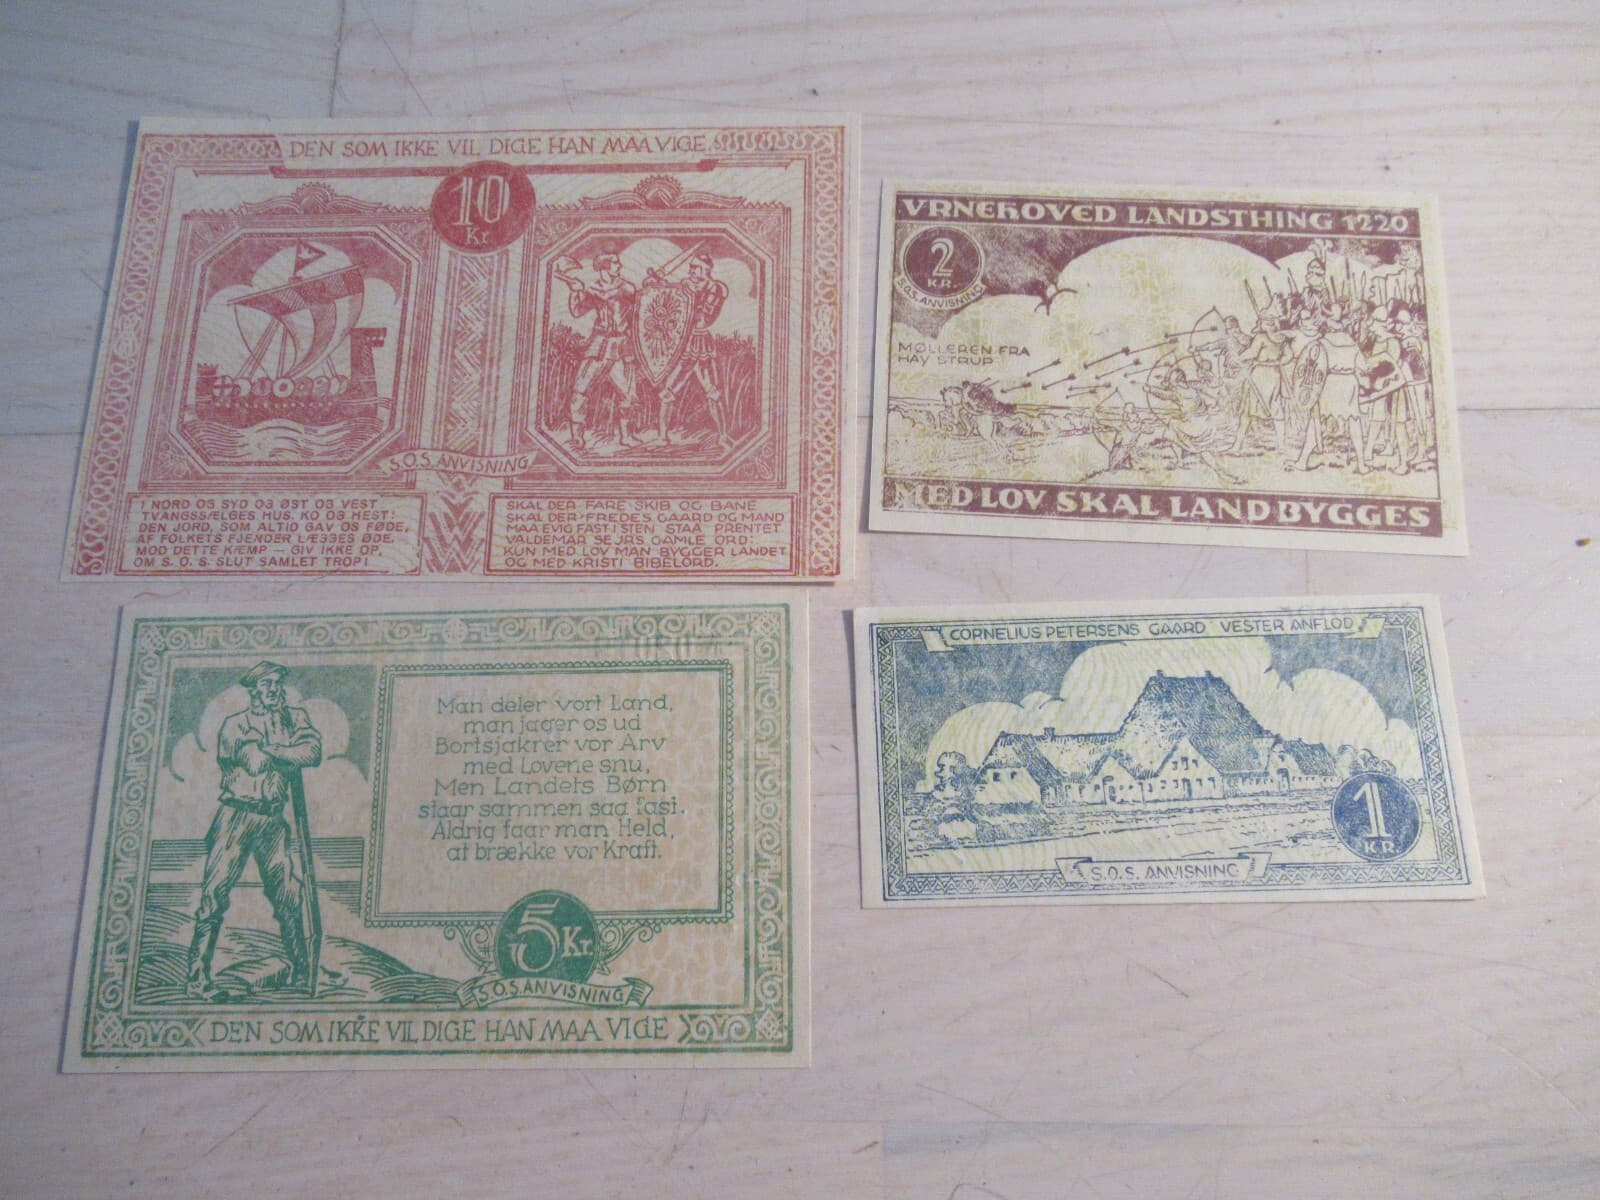 DEN SOM IKKE VIL DIGE HAN MAA VIGE.
10
Kr
S.O.S. ANVISNING
I NORD OG SYD OG ØST OG VEST
TVANGSSÆLGES HUS, KO OG HEST:
DEN JORD, SOM ALTID GAV OS FØDE,
AF FOLKETS FJENDER LÆGGES ØDE.
MOD DETTE KÆMP — GIV IKKE OP,
OM S.O.S. SLUT SAMLET TROP!
SKAL DER FARE SKIB OG BANE
SKAL DER FREDES GAARD OG MAND
MAA EVIG FAST I STEN STAA PRENTET
VALDEMAR SEJRS GAMLE ORD:
KUN MED LOV MAN BYGGER LANDET
OG MED KRISTI BIBELORD.
VRNEHOVED LANDSTHING 1220
2
KR.
S.O.S. ANVISNING
MØLLEREN FRA
HAVSTRUP
MED LOV SKAL LAND BYGGES
Man deler vort Land,
man jager os ud
Bortsjakrer vor Arv
med Lovene snu,
Men Landets Børn
staar sammen saa fast.
Aldrig faar man Held,
at brække vor Kraft.
5 Kr.
S.O.S. ANVISNING
DEN SOM IKKE VIL DIGE HAN MAA VIGE
CORNELIUS PETERSENS GAARD VESTER ANFLOD
1
KR.
S.O.S. ANVISNING